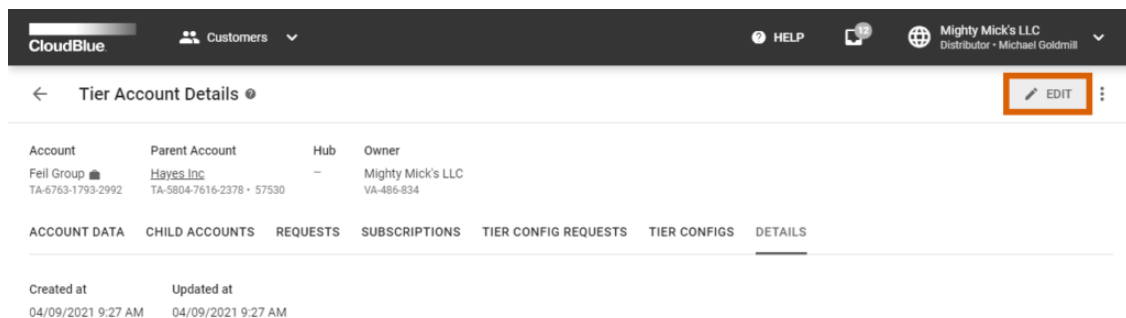 CloudBlue. Customers HELP 12 Mighty Mick's LLC
Distributor • Michael Goldmill
Tier Account Details EDIT
Account Parent Account Hub Owner
Feil Group Hayes Inc – Mighty Mick's LLC
TA-6763-1793-2992 TA-5804-7616-2378 • 57530 VA-486-834
ACCOUNT DATA CHILD ACCOUNTS REQUESTS SUBSCRIPTIONS TIER CONFIG REQUESTS TIER CONFIGS DETAILS
Created at Updated at
04/09/2021 9:27 AM 04/09/2021 9:27 AM